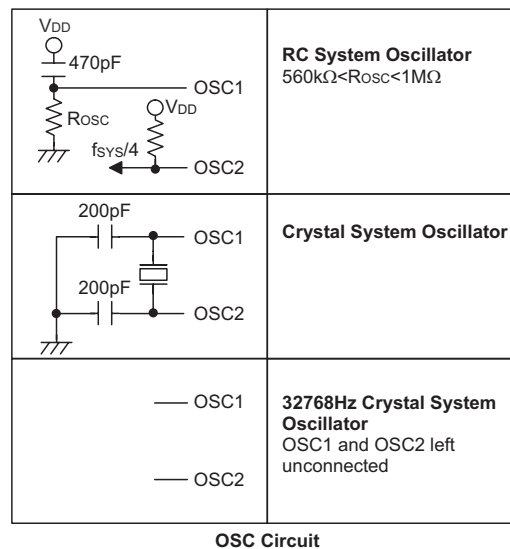 VDD
470pF
OSC1
ROSC
VDD
fSYS/4
OSC2
RC System Oscillator
560kΩ<ROSC<1MΩ
200pF
OSC1
200pF
OSC2
Crystal System Oscillator
OSC1
OSC2
32768Hz Crystal System
Oscillator
OSC1 and OSC2 left
unconnected
OSC Circuit